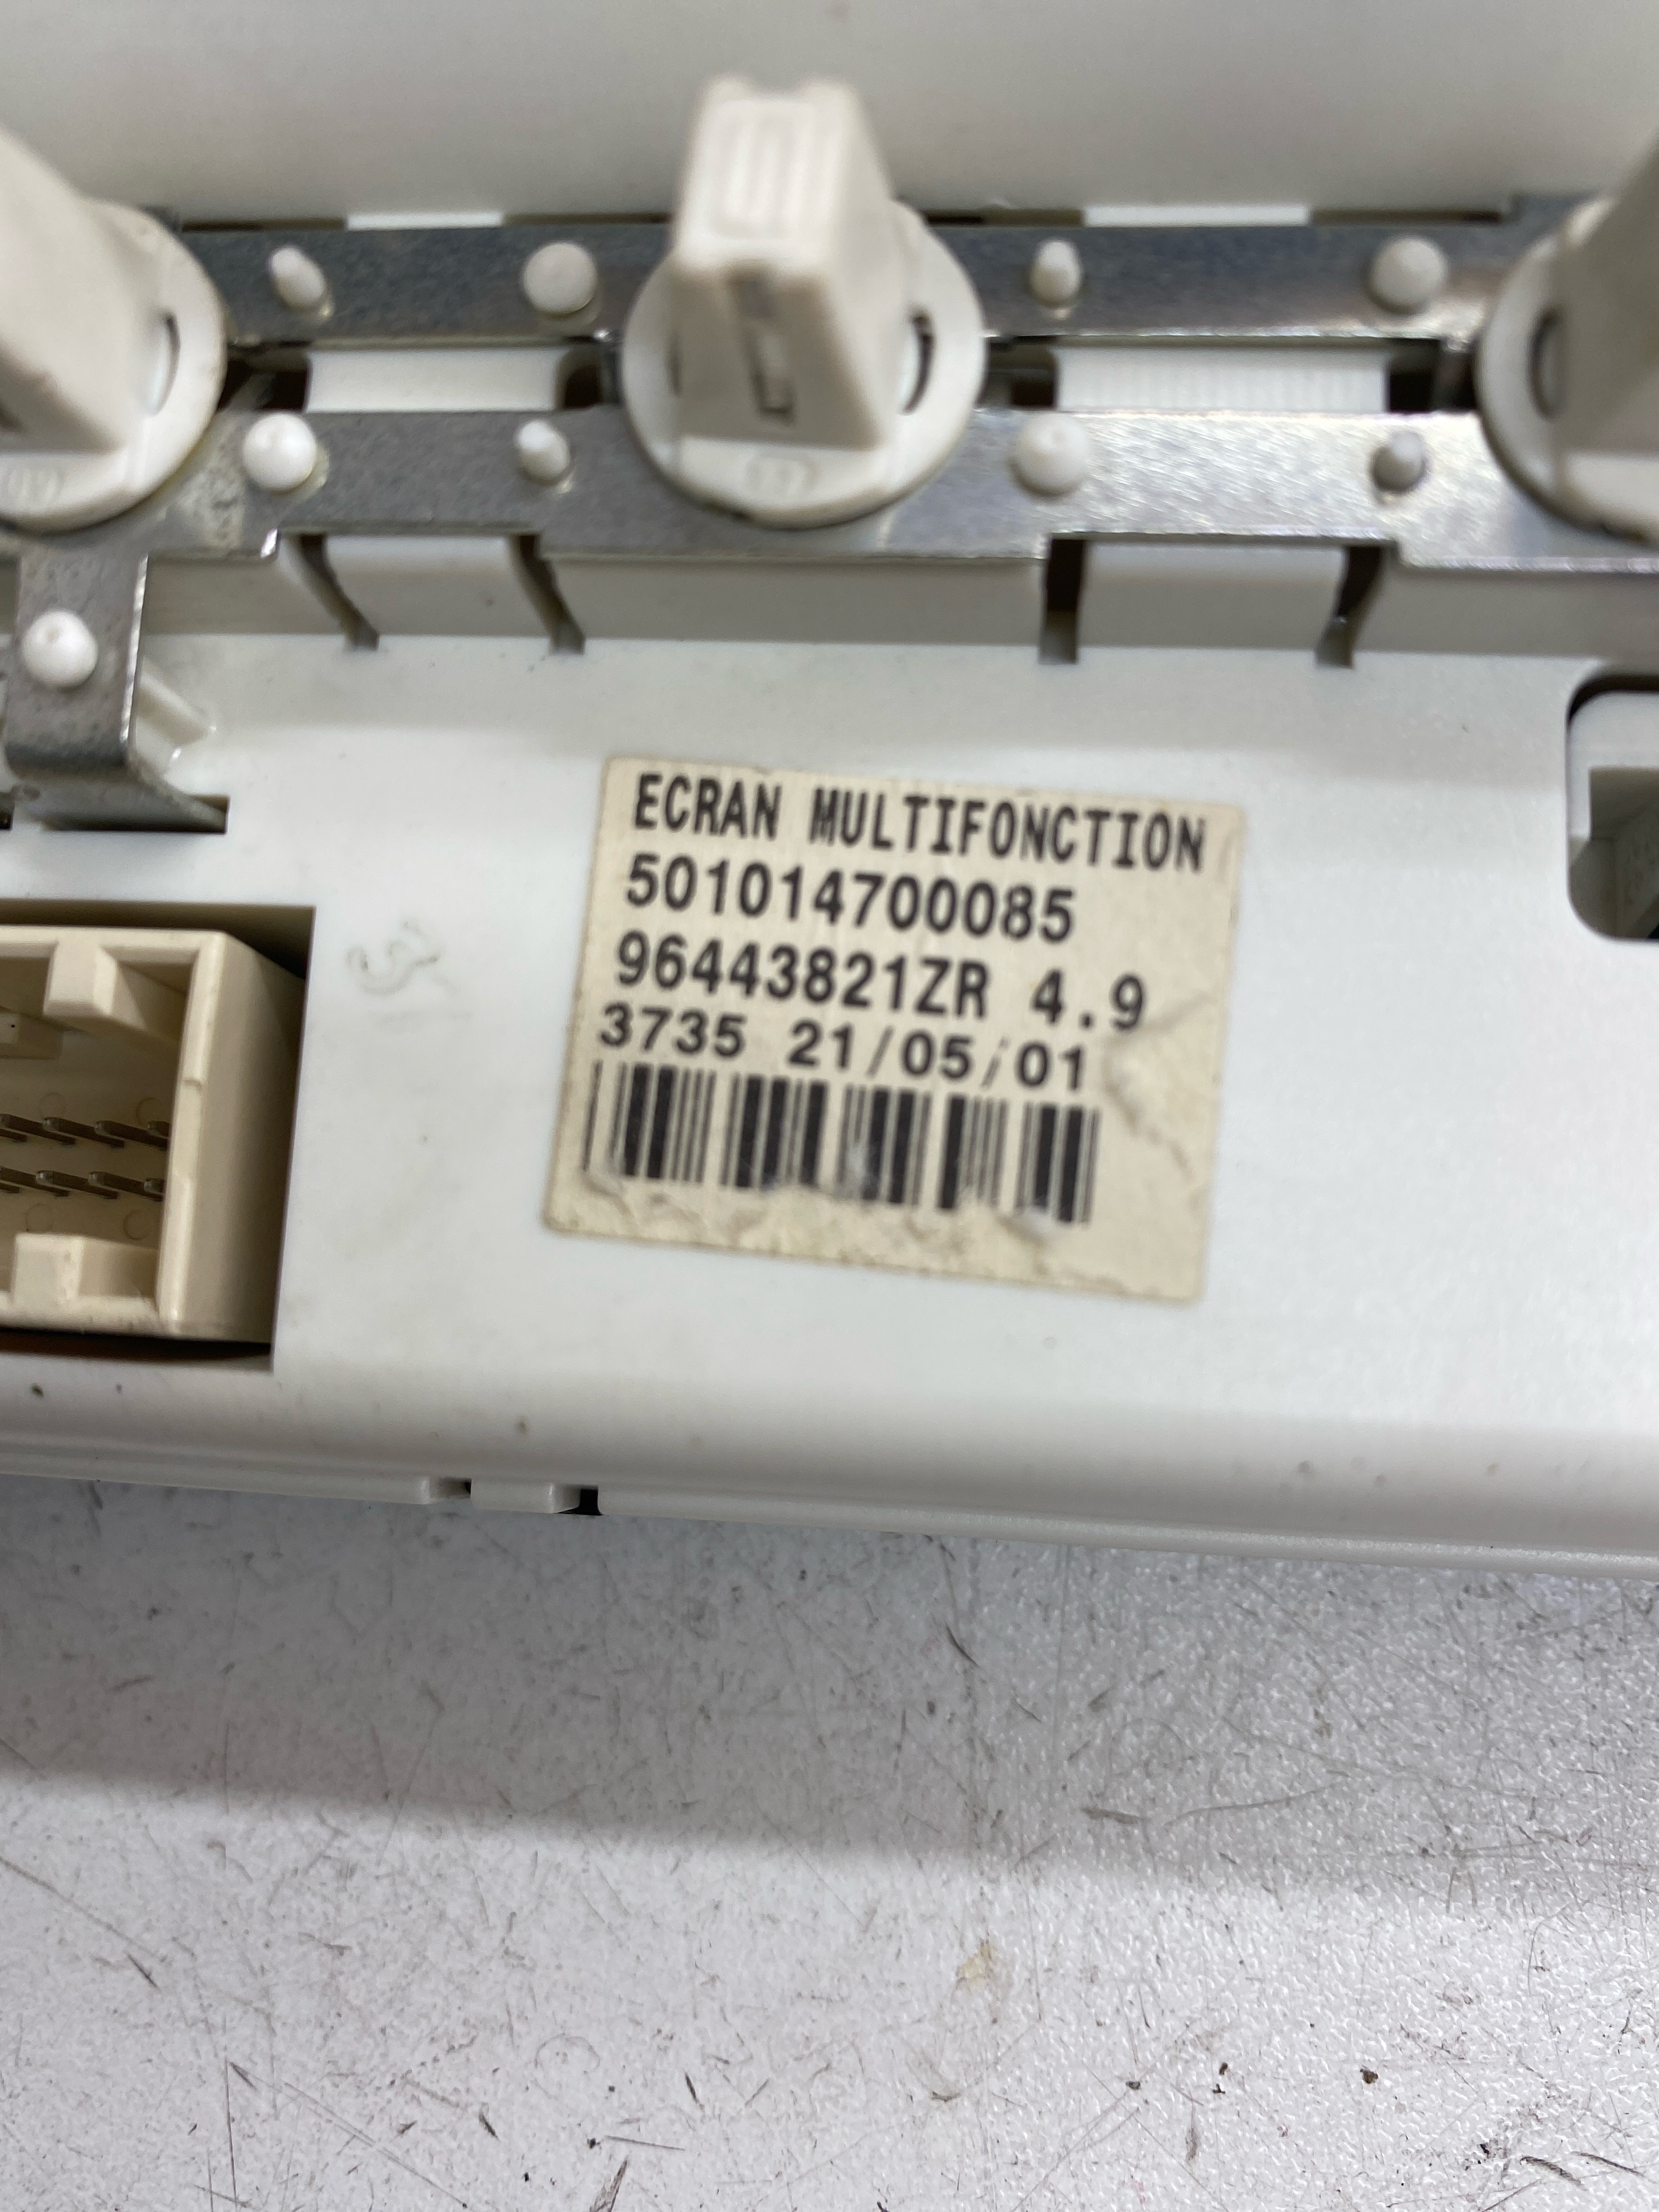 ECRAN MULTIFONCTION
501014700085
96443821ZR 4.9
3735 21/05/01